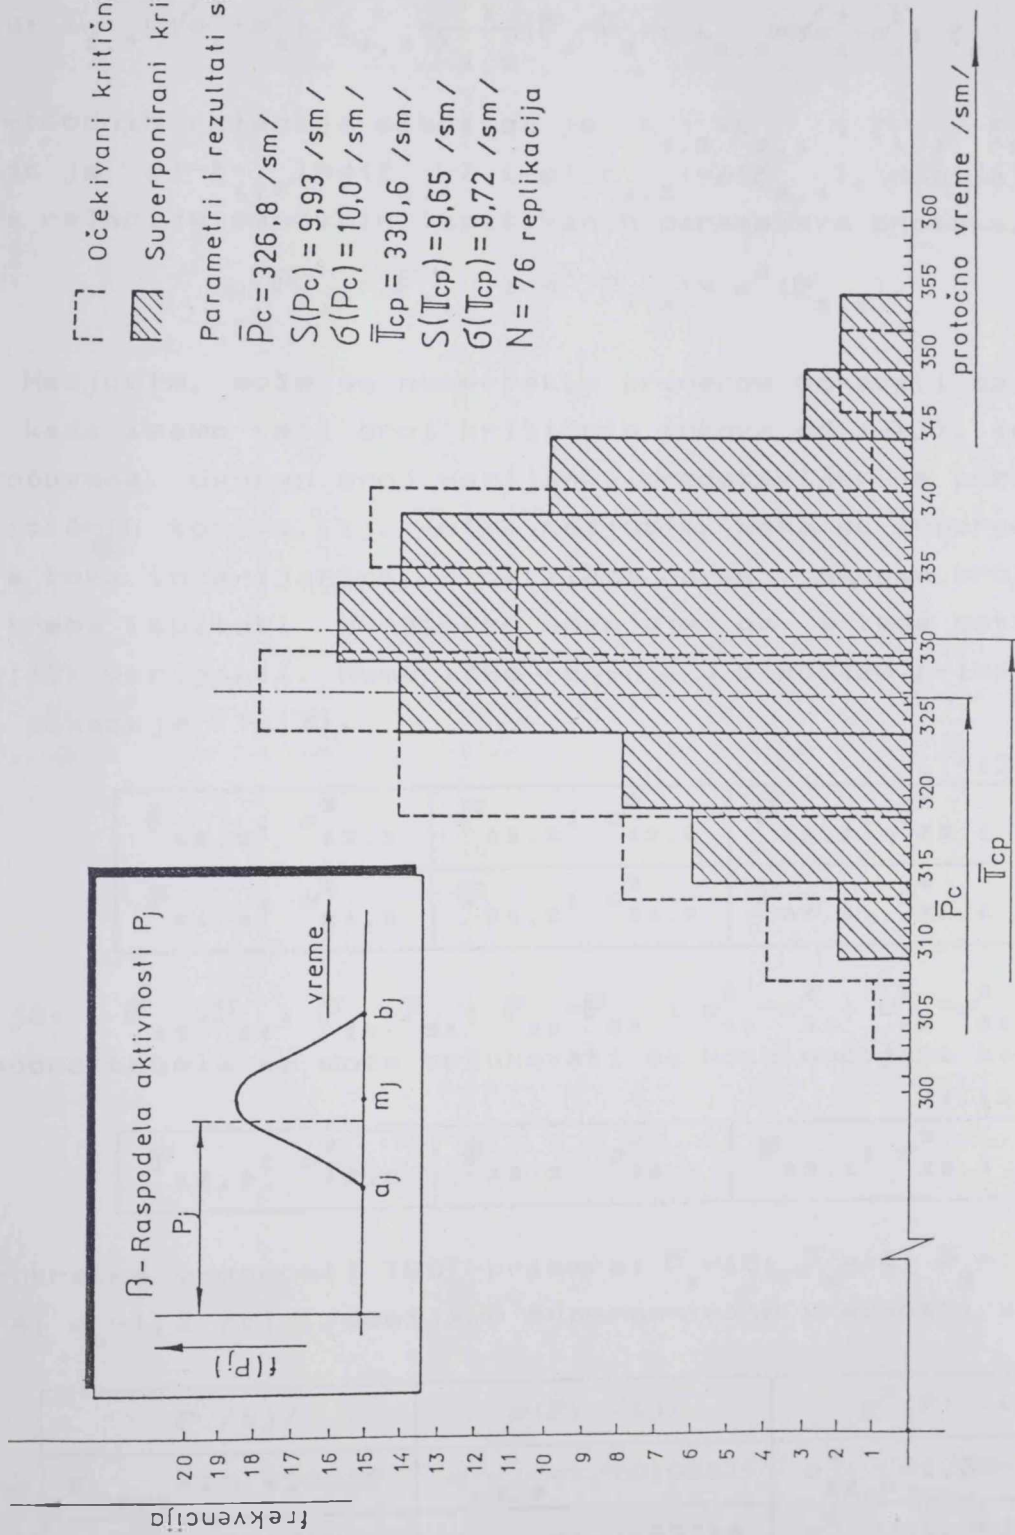 Očekivani
Superponirani
Parametri i rezultati
P̅c = 326,8 /sm/
S(Pc) = 9,93 /sm/
σ(Pc) = 10,0 /sm/
𝕋̅cp = 330,6 /sm/
S(𝕋cp) = 9,65 /sm/
σ(𝕋cp) = 9,72 /sm/
N = 76 replikacija
β-Raspodela aktivnosti Pj
f(Pj)
Pj
vreme
aj mj bj
frekvencija
20
19
18
17
16
15
14
13
12
11
10
9
8
7
6
5
4
3
2
1
300 305 310 315 320 325 330 335 340 345 350 355 360
protočno vreme /sm/
P̅c
𝕋̅cp